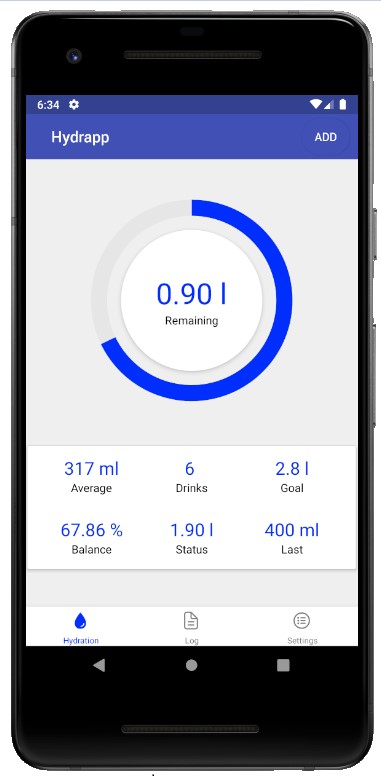 6:34
Hydrapp ADD
0.90 l
Remaining
317 ml 6 2.8 l
Average Drinks Goal
67.86 % 1.90 l 400 ml
Balance Status Last
Hydration Log Settings